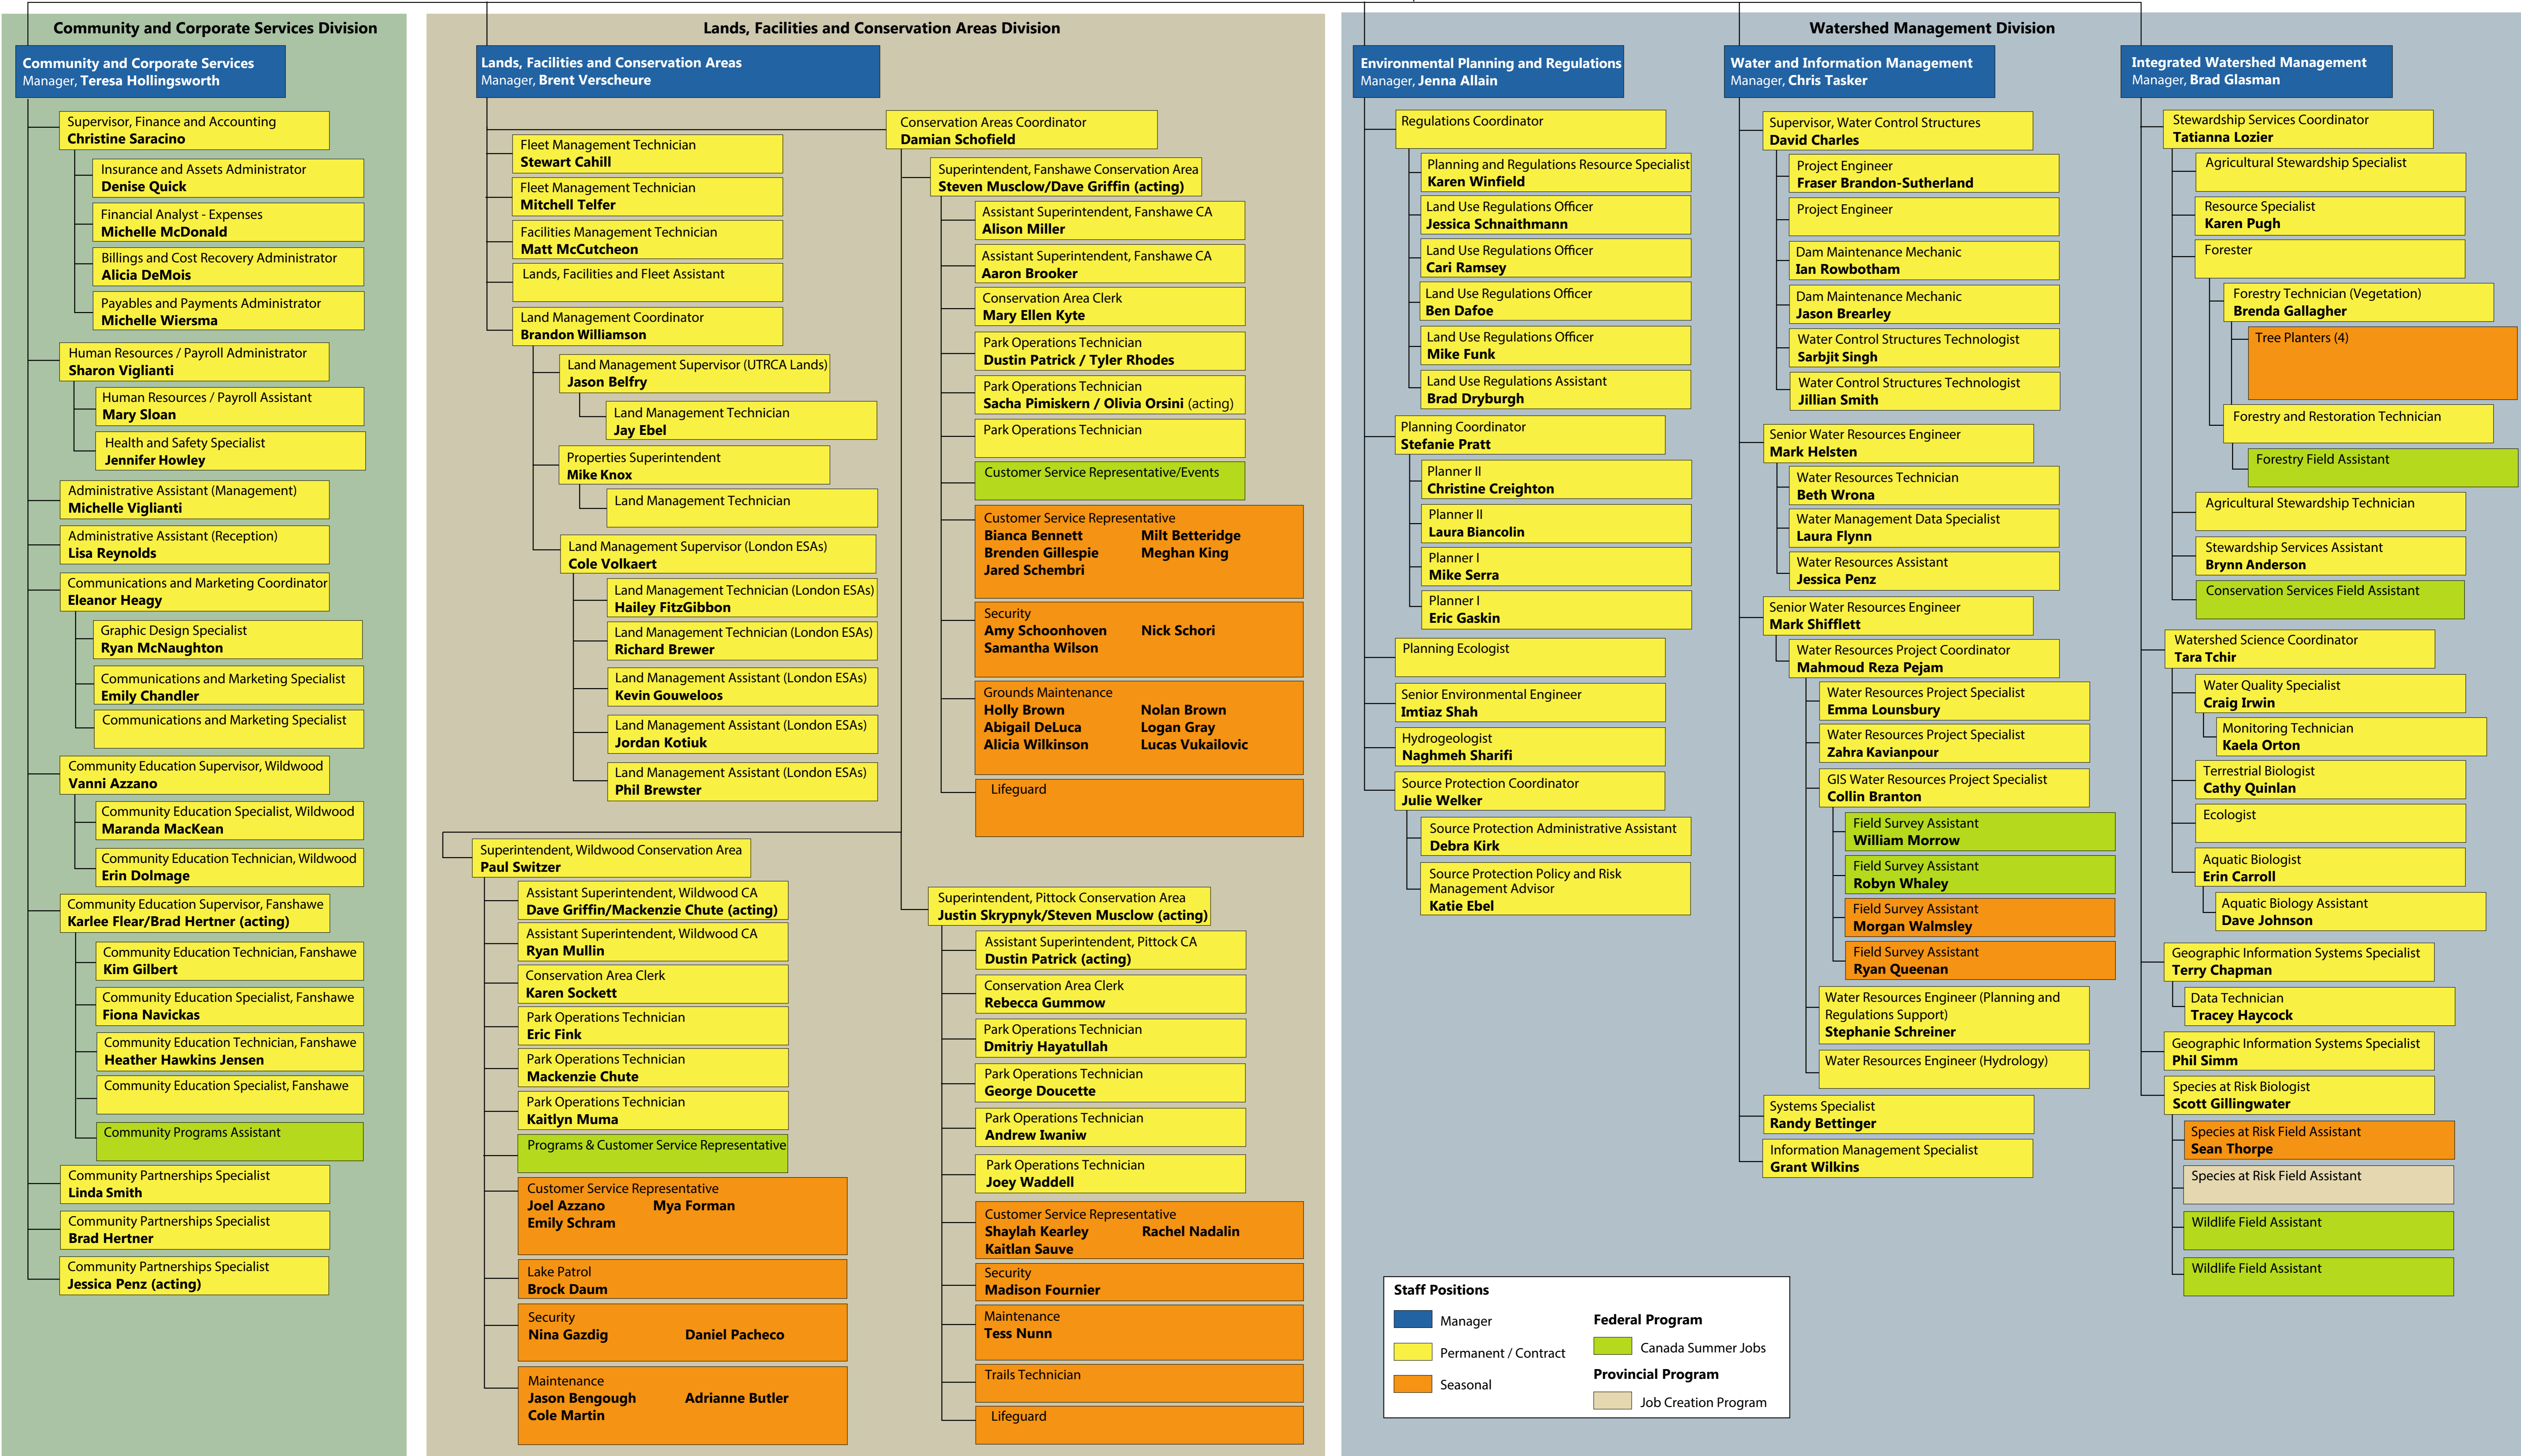 Community and Corporate Services Division
Community and Corporate Services
Manager, Teresa Hollingsworth
Supervisor, Finance and Accounting
Christine Saracino
Insurance and Assets Administrator
Denise Quick
Financial Analyst - Expenses
Michelle McDonald
Billings and Cost Recovery Administrator
Alicia DeMois
Payables and Payments Administrator
Michelle Wiersma
Human Resources / Payroll Administrator
Sharon Viglianti
Human Resources / Payroll Assistant
Mary Sloan
Health and Safety Specialist
Jennifer Howley
Administrative Assistant (Management)
Michelle Viglianti
Administrative Assistant (Reception)
Lisa Reynolds
Communications and Marketing Coordinator
Eleanor Heagy
Graphic Design Specialist
Ryan McNaughton
Communications and Marketing Specialist
Emily Chandler
Communications and Marketing Specialist
Community Education Supervisor, Wildwood
Vanni Azzano
Community Education Specialist, Wildwood
Maranda MacKean
Community Education Technician, Wildwood
Erin Dolmage
Community Education Supervisor, Fanshawe
Karlee Flear/Brad Hertner (acting)
Community Education Technician, Fanshawe
Kim Gilbert
Community Education Specialist, Fanshawe
Fiona Navickas
Community Education Technician, Fanshawe
Heather Hawkins Jensen
Community Education Specialist, Fanshawe
Community Programs Assistant
Community Partnerships Specialist
Linda Smith
Community Partnerships Specialist
Brad Hertner
Community Partnerships Specialist
Jessica Penz (acting)
Lands, Facilities and Conservation Areas Division
Lands, Facilities and Conservation Areas
Manager, Brent Verscheure
Fleet Management Technician
Stewart Cahill
Fleet Management Technician
Mitchell Telfer
Facilities Management Technician
Matt McCutcheon
Lands, Facilities and Fleet Assistant
Land Management Coordinator
Brandon Williamson
Land Management Supervisor (UTRCA Lands)
Jason Belfry
Land Management Technician
Jay Ebel
Properties Superintendent
Mike Knox
Land Management Technician
Land Management Supervisor (London ESAs)
Cole Volkaert
Land Management Technician (London ESAs)
Hailey FitzGibbon
Land Management Technician (London ESAs)
Richard Brewer
Land Management Assistant (London ESAs)
Kevin Gouweloos
Land Management Assistant (London ESAs)
Jordan Kotiuk
Land Management Assistant (London ESAs)
Phil Brewster
Conservation Areas Coordinator
Damian Schofield
Superintendent, Fanshawe Conservation Area
Steven Musclow/Dave Griffin (acting)
Assistant Superintendent, Fanshawe CA
Alison Miller
Assistant Superintendent, Fanshawe CA
Aaron Brooker
Conservation Area Clerk
Mary Ellen Kyte
Park Operations Technician
Dustin Patrick / Tyler Rhodes
Park Operations Technician
Sacha Pimiskern / Olivia Orsini (acting)
Park Operations Technician
Customer Service Representative/Events
Customer Service Representative
Bianca Bennett Milt Betteridge
Brenden Gillespie Meghan King
Jared Schembri
Security
Amy Schoonhoven Nick Schori
Samantha Wilson
Grounds Maintenance
Holly Brown Nolan Brown
Abigail DeLuca Logan Gray
Alicia Wilkinson Lucas Vukailovic
Lifeguard
Superintendent, Wildwood Conservation Area
Paul Switzer
Assistant Superintendent, Wildwood CA
Dave Griffin/Mackenzie Chute (acting)
Assistant Superintendent, Wildwood CA
Ryan Mullin
Conservation Area Clerk
Karen Sockett
Park Operations Technician
Eric Fink
Park Operations Technician
Mackenzie Chute
Park Operations Technician
Kaitlyn Muma
Programs & Customer Service Representative
Customer Service Representative
Joel Azzano Mya Forman
Emily Schram
Lake Patrol
Brock Daum
Security
Nina Gazdig Daniel Pacheco
Maintenance
Jason Bengough Adrianne Butler
Cole Martin
Superintendent, Pittock Conservation Area
Justin Skrypnyk/Steven Musclow (acting)
Assistant Superintendent, Pittock CA
Dustin Patrick (acting)
Conservation Area Clerk
Rebecca Gummow
Park Operations Technician
Dmitriy Hayatullah
Park Operations Technician
George Doucette
Park Operations Technician
Andrew Iwaniw
Park Operations Technician
Joey Waddell
Customer Service Representative
Shaylah Kearley Rachel Nadalin
Kaitlan Sauve
Security
Madison Fournier
Maintenance
Tess Nunn
Trails Technician
Lifeguard
Watershed Management Division
Environmental Planning and Regulations
Manager, Jenna Allain
Regulations Coordinator
Planning and Regulations Resource Specialist
Karen Winfield
Land Use Regulations Officer
Jessica Schnaithmann
Land Use Regulations Officer
Cari Ramsey
Land Use Regulations Officer
Ben Dafoe
Land Use Regulations Officer
Mike Funk
Land Use Regulations Assistant
Brad Dryburgh
Planning Coordinator
Stefanie Pratt
Planner II
Christine Creighton
Planner II
Laura Biancolin
Planner I
Mike Serra
Planner I
Eric Gaskin
Planning Ecologist
Senior Environmental Engineer
Imtiaz Shah
Hydrogeologist
Naghmeh Sharifi
Source Protection Coordinator
Julie Welker
Source Protection Administrative Assistant
Debra Kirk
Source Protection Policy and Risk
Management Advisor
Katie Ebel
Water and Information Management
Manager, Chris Tasker
Supervisor, Water Control Structures
David Charles
Project Engineer
Fraser Brandon-Sutherland
Project Engineer
Dam Maintenance Mechanic
Ian Rowbotham
Dam Maintenance Mechanic
Jason Brearley
Water Control Structures Technologist
Sarbjit Singh
Water Control Structures Technologist
Jillian Smith
Senior Water Resources Engineer
Mark Helsten
Water Resources Technician
Beth Wrona
Water Management Data Specialist
Laura Flynn
Water Resources Assistant
Jessica Penz
Senior Water Resources Engineer
Mark Shifflett
Water Resources Project Coordinator
Mahmoud Reza Pejam
Water Resources Project Specialist
Emma Lounsbury
Water Resources Project Specialist
Zahra Kavianpour
GIS Water Resources Project Specialist
Collin Branton
Field Survey Assistant
William Morrow
Field Survey Assistant
Robyn Whaley
Field Survey Assistant
Morgan Walmsley
Field Survey Assistant
Ryan Queenan
Water Resources Engineer (Planning and
Regulations Support)
Stephanie Schreiner
Water Resources Engineer (Hydrology)
Systems Specialist
Randy Bettinger
Information Management Specialist
Grant Wilkins
Integrated Watershed Management
Manager, Brad Glasman
Stewardship Services Coordinator
Tatianna Lozier
Agricultural Stewardship Specialist
Resource Specialist
Karen Pugh
Forester
Forestry Technician (Vegetation)
Brenda Gallagher
Tree Planters (4)
Forestry and Restoration Technician
Forestry Field Assistant
Agricultural Stewardship Technician
Stewardship Services Assistant
Brynn Anderson
Conservation Services Field Assistant
Watershed Science Coordinator
Tara Tchir
Water Quality Specialist
Craig Irwin
Monitoring Technician
Kaela Orton
Terrestrial Biologist
Cathy Quinlan
Ecologist
Aquatic Biologist
Erin Carroll
Aquatic Biology Assistant
Dave Johnson
Geographic Information Systems Specialist
Terry Chapman
Data Technician
Tracey Haycock
Geographic Information Systems Specialist
Phil Simm
Species at Risk Biologist
Scott Gillingwater
Species at Risk Field Assistant
Sean Thorpe
Species at Risk Field Assistant
Wildlife Field Assistant
Wildlife Field Assistant
Staff Positions
Manager
Permanent / Contract
Seasonal
Federal Program
Canada Summer Jobs
Provincial Program
Job Creation Program